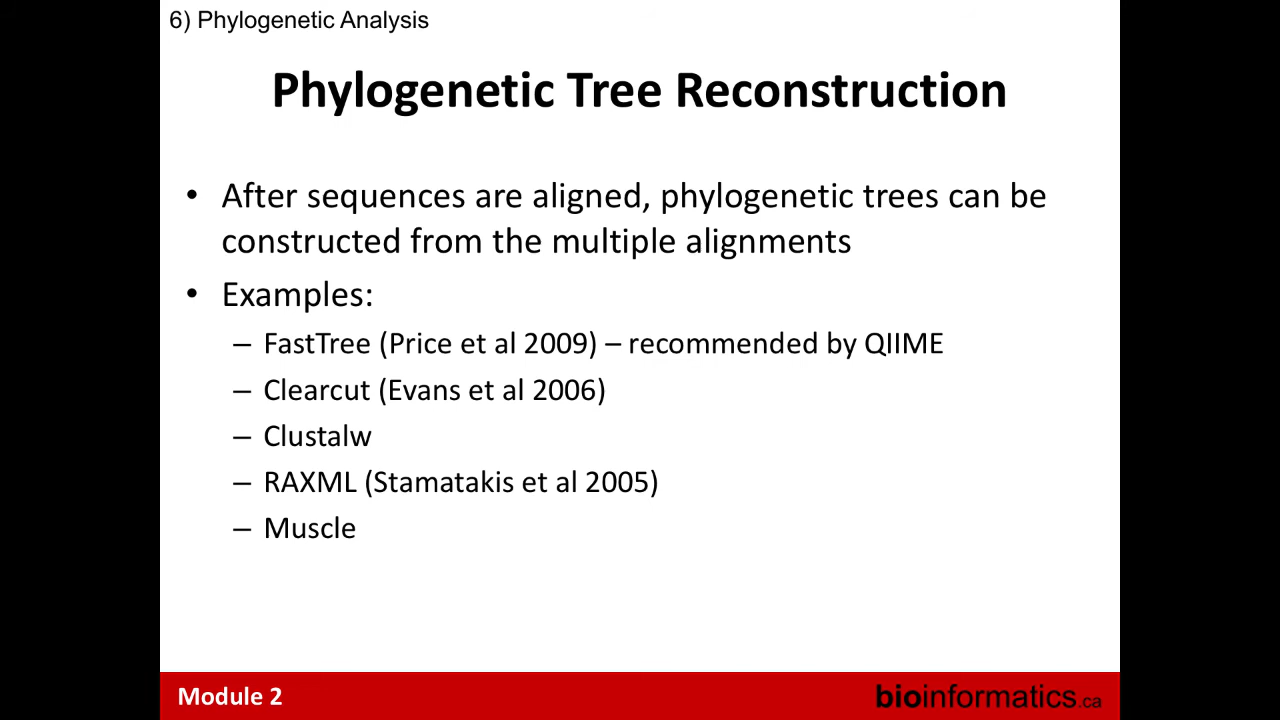 6) Phylogenetic Analysis
Phylogenetic Tree Reconstruction
• After sequences are aligned, phylogenetic trees can be
constructed from the multiple alignments
• Examples:
– FastTree (Price et al 2009) – recommended by QIIME
– Clearcut (Evans et al 2006)
– Clustalw
– RAXML (Stamatakis et al 2005)
– Muscle
Module 2
bioinformatics.ca